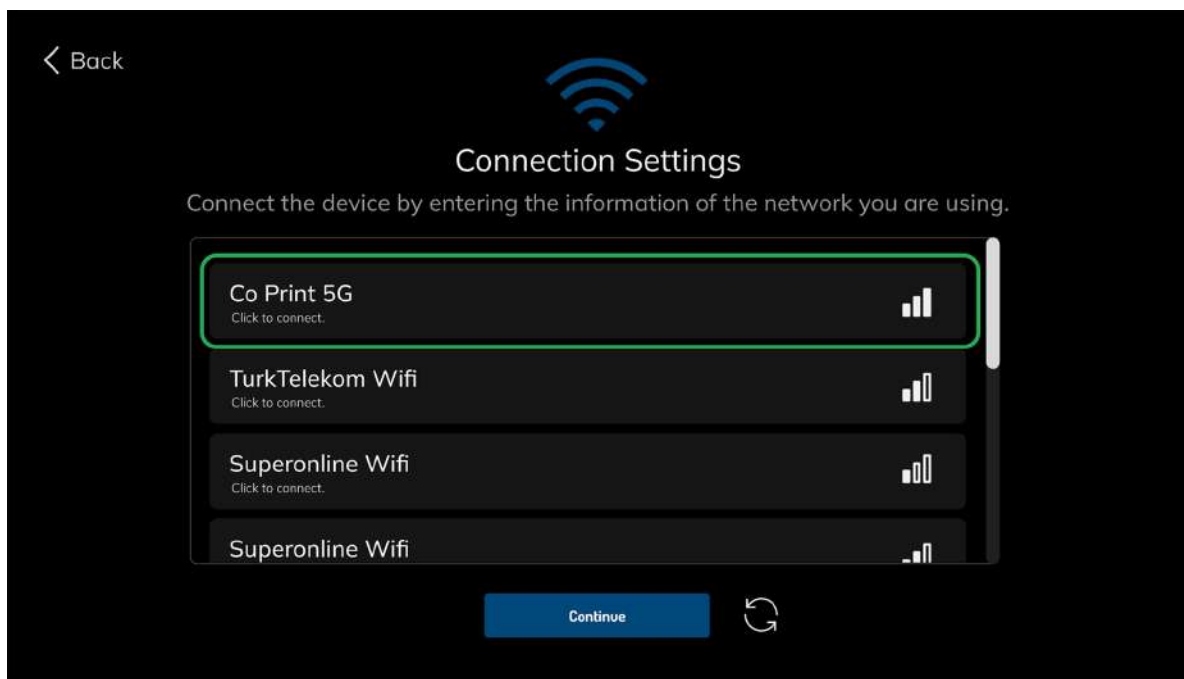 Back
Connection Settings
Connect the device by entering the information of the network you are using.
Co Print 5G
Click to connect.
TurkTelekom Wifi
Click to connect.
Superonline Wifi
Click to connect.
Superonline Wifi
Continue